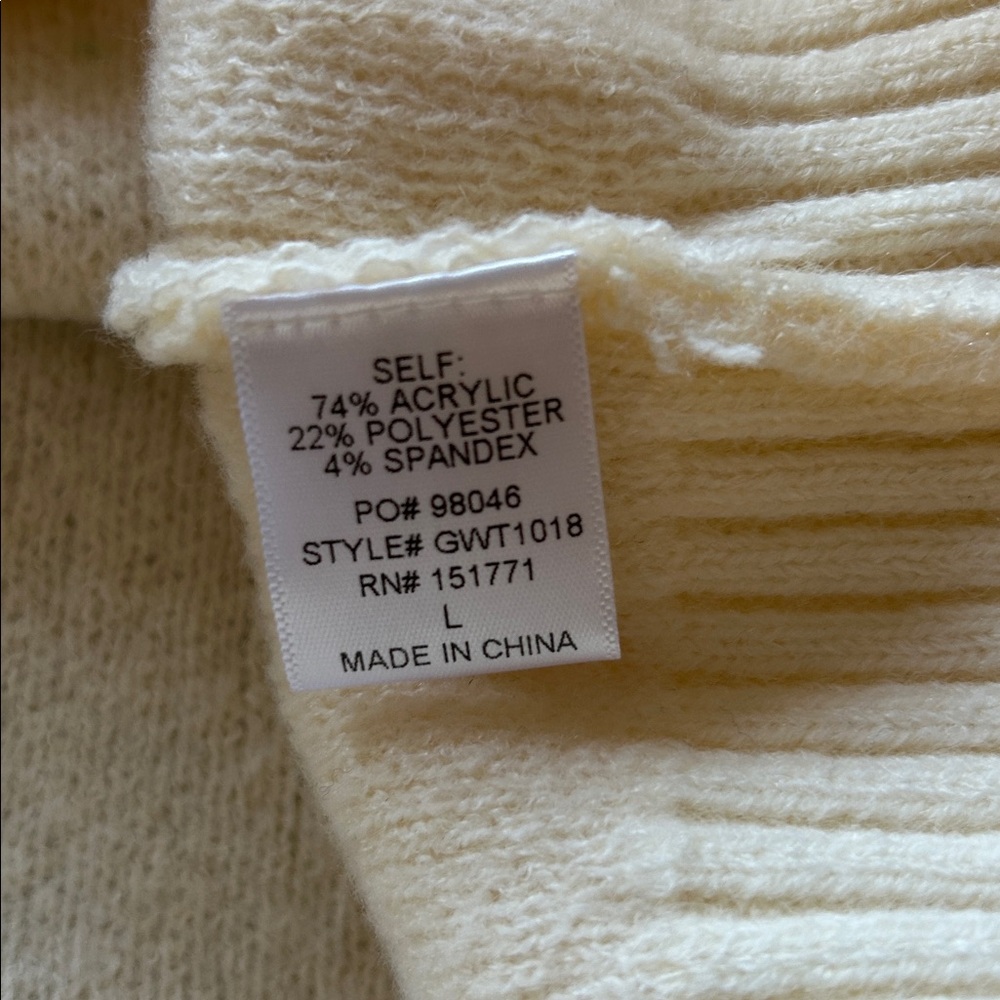 SELF:
74% ACRYLIC
22% POLYESTER
4% SPANDEX
PO# 98046
STYLE# GWT1018
RN# 151771
L
MADE IN CHINA